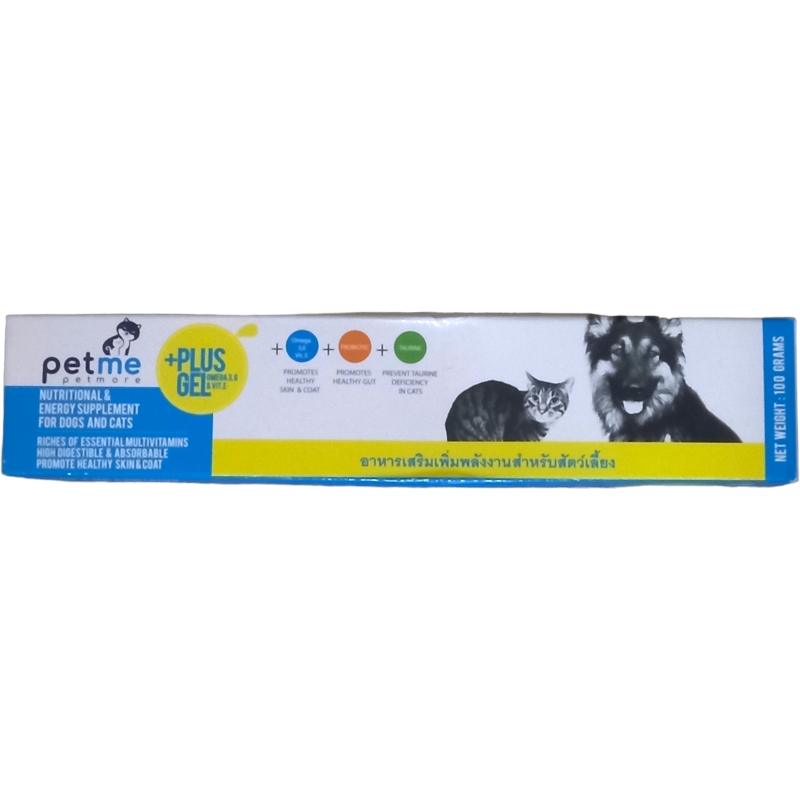 petme
petmore
NUTRITIONAL &
ENERGY SUPPLEMENT
FOR DOGS AND CATS
RICHES OF ESSENTIAL MULTIVITAMINS
HIGH DIGESTIBLE & ABSORBABLE
PROMOTE HEALTHY SKIN & COAT
+PLUS
GEL
OMEGA 3,6
& VIT.E
+
Omega
3,6
Vit. E
PROMOTES
HEALTHY
SKIN & COAT
+
PROBIOTIC
PROMOTES
HEALTHY GUT
+
TAURINE
PREVENT TAURINE
DEFICIENCY
IN CATS
อาหารเสริมเพิ่มพลังงานสำหรับสัตว์เลี้ยง
NET WEIGHT : 100 GRAMS